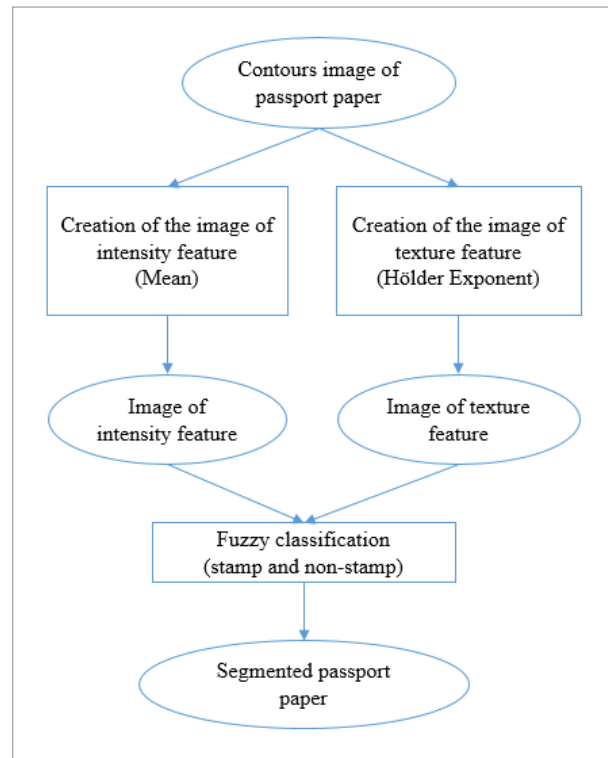 Contours image of
passport paper
Creation of the image of
intensity feature
(Mean)
Creation of the image of
texture feature
(Hölder Exponent)
Image of
intensity feature
Image of texture
feature
Fuzzy classification
(stamp and non-stamp)
Segmented passport
paper